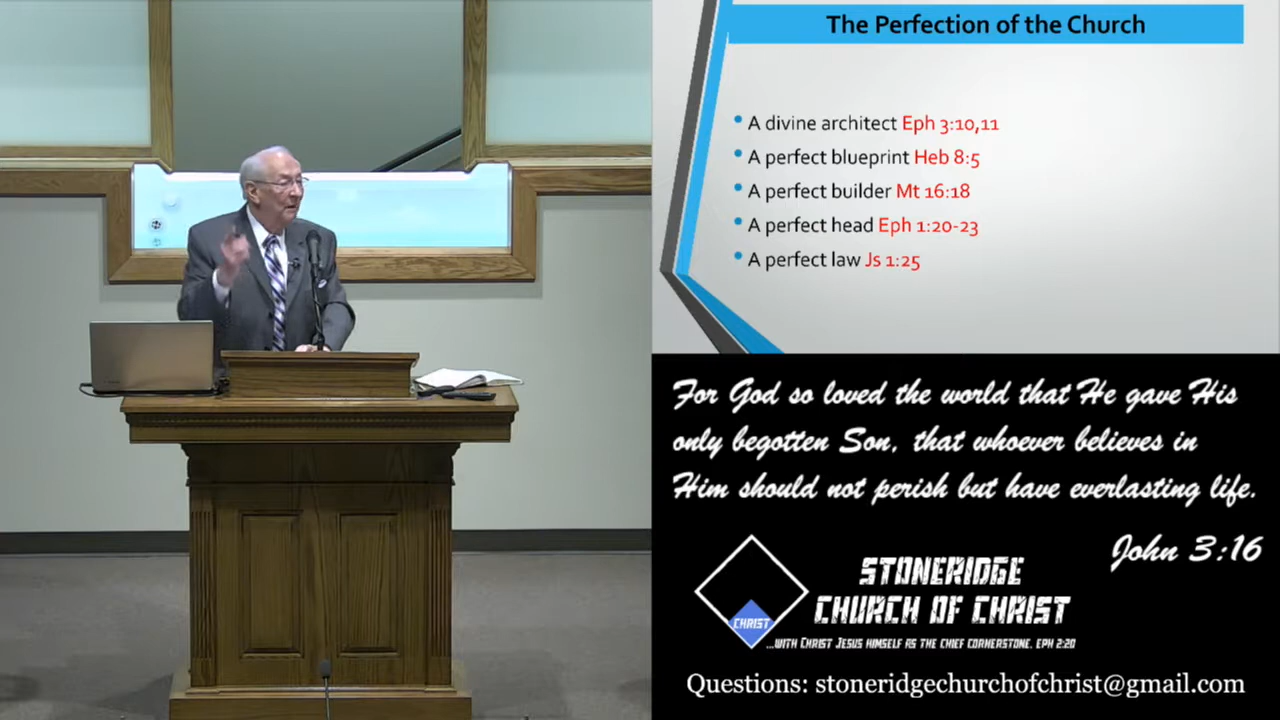 The Perfection of the Church
• A divine architect Eph 3:10,11
• A perfect blueprint Heb 8:5
• A perfect builder Mt 16:18
• A perfect head Eph 1:20-23
• A perfect law Js 1:25
For God so loved the world that He gave His
only begotten Son, that whoever believes in
Him should not perish but have everlasting life.
John 3:16
CHRIST
STONERIDGE
CHURCH OF CHRIST
...WITH CHRIST JESUS HIMSELF AS THE CHIEF CORNERSTONE. EPH 2:20
Questions: stoneridgechurchofchrist@gmail.com